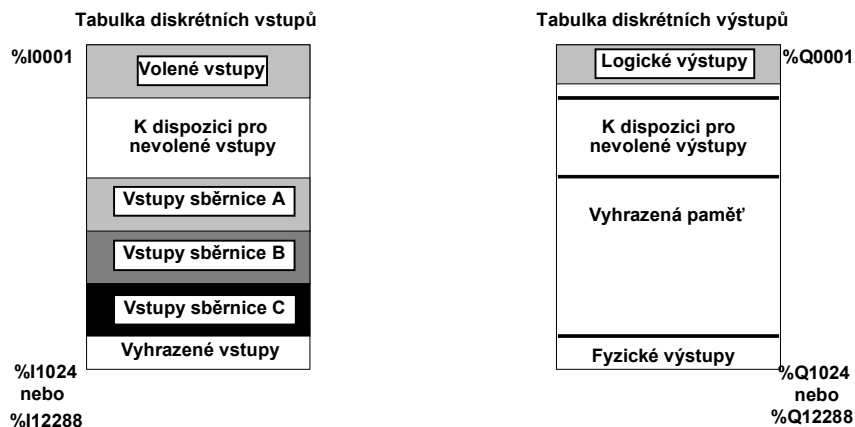 Tabulka diskrétních vstupů
%I0001
Volené vstupy
K dispozici pro
nevolené vstupy
Vstupy sběrnice A
Vstupy sběrnice B
Vstupy sběrnice C
Vyhrazené vstupy
%I1024
nebo
%I12288
Tabulka diskrétních výstupů
Logické výstupy
%Q0001
K dispozici pro
nevolené výstupy
Vyhrazená paměť
Fyzické výstupy
%Q1024
nebo
%Q12288